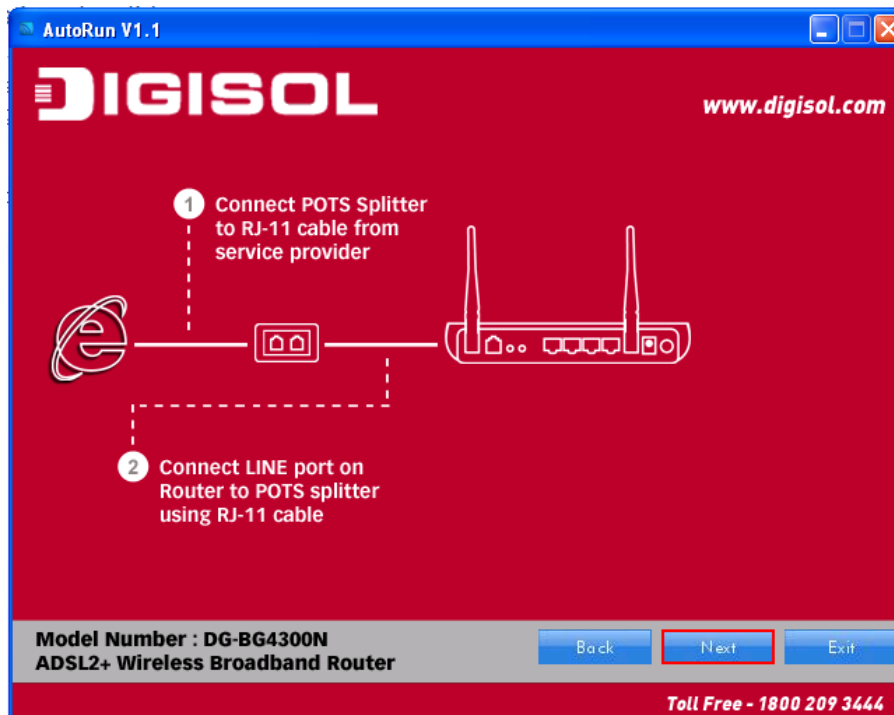 AutoRun V1.1
DIGISOL
www.digisol.com
1
Connect POTS Splitter
to RJ-11 cable from
service provider
2
Connect LINE port on
Router to POTS splitter
using RJ-11 cable
Model Number : DG-BG4300N
ADSL2+ Wireless Broadband Router
Back
Next
Exit
Toll Free - 1800 209 3444